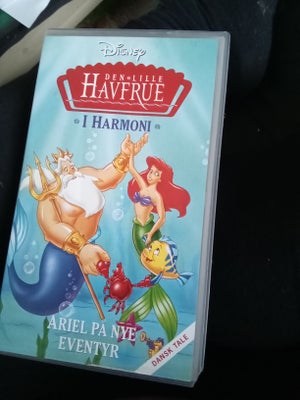 Disney
DEN LILLE
HAVFRUE
I HARMONI
ARIEL PÅ NYE
EVENTYR
DANSK TALE